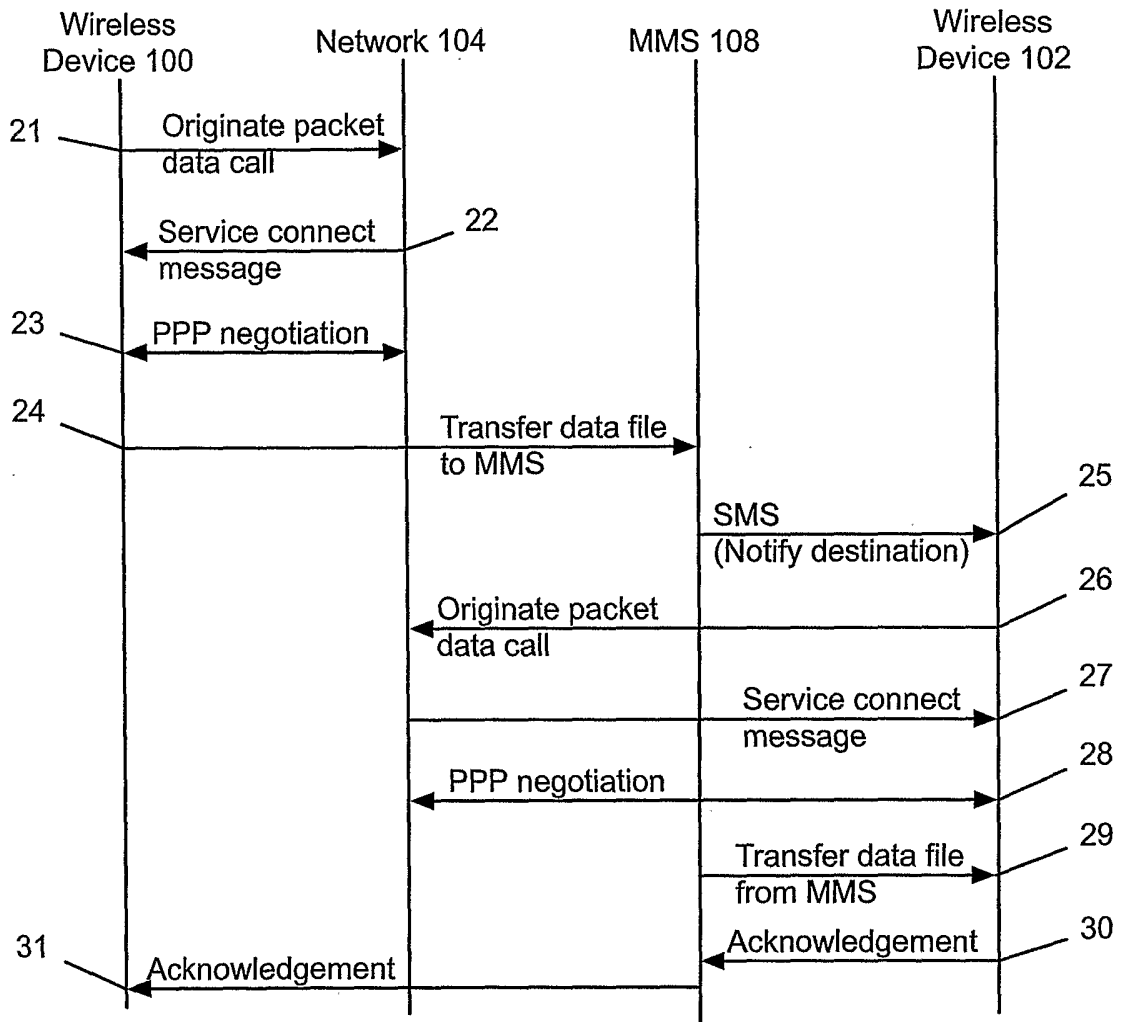 Wireless
Device 100
Network 104
MMS 108
Wireless
Device 102
21
Originate packet
data call
22
Service connect
message
23
PPP negotiation
24
Transfer data file
to MMS
25
SMS
(Notify destination)
26
Originate packet
data call
27
Service connect
message
28
PPP negotiation
29
Transfer data file
from MMS
30
Acknowledgement
31
Acknowledgement